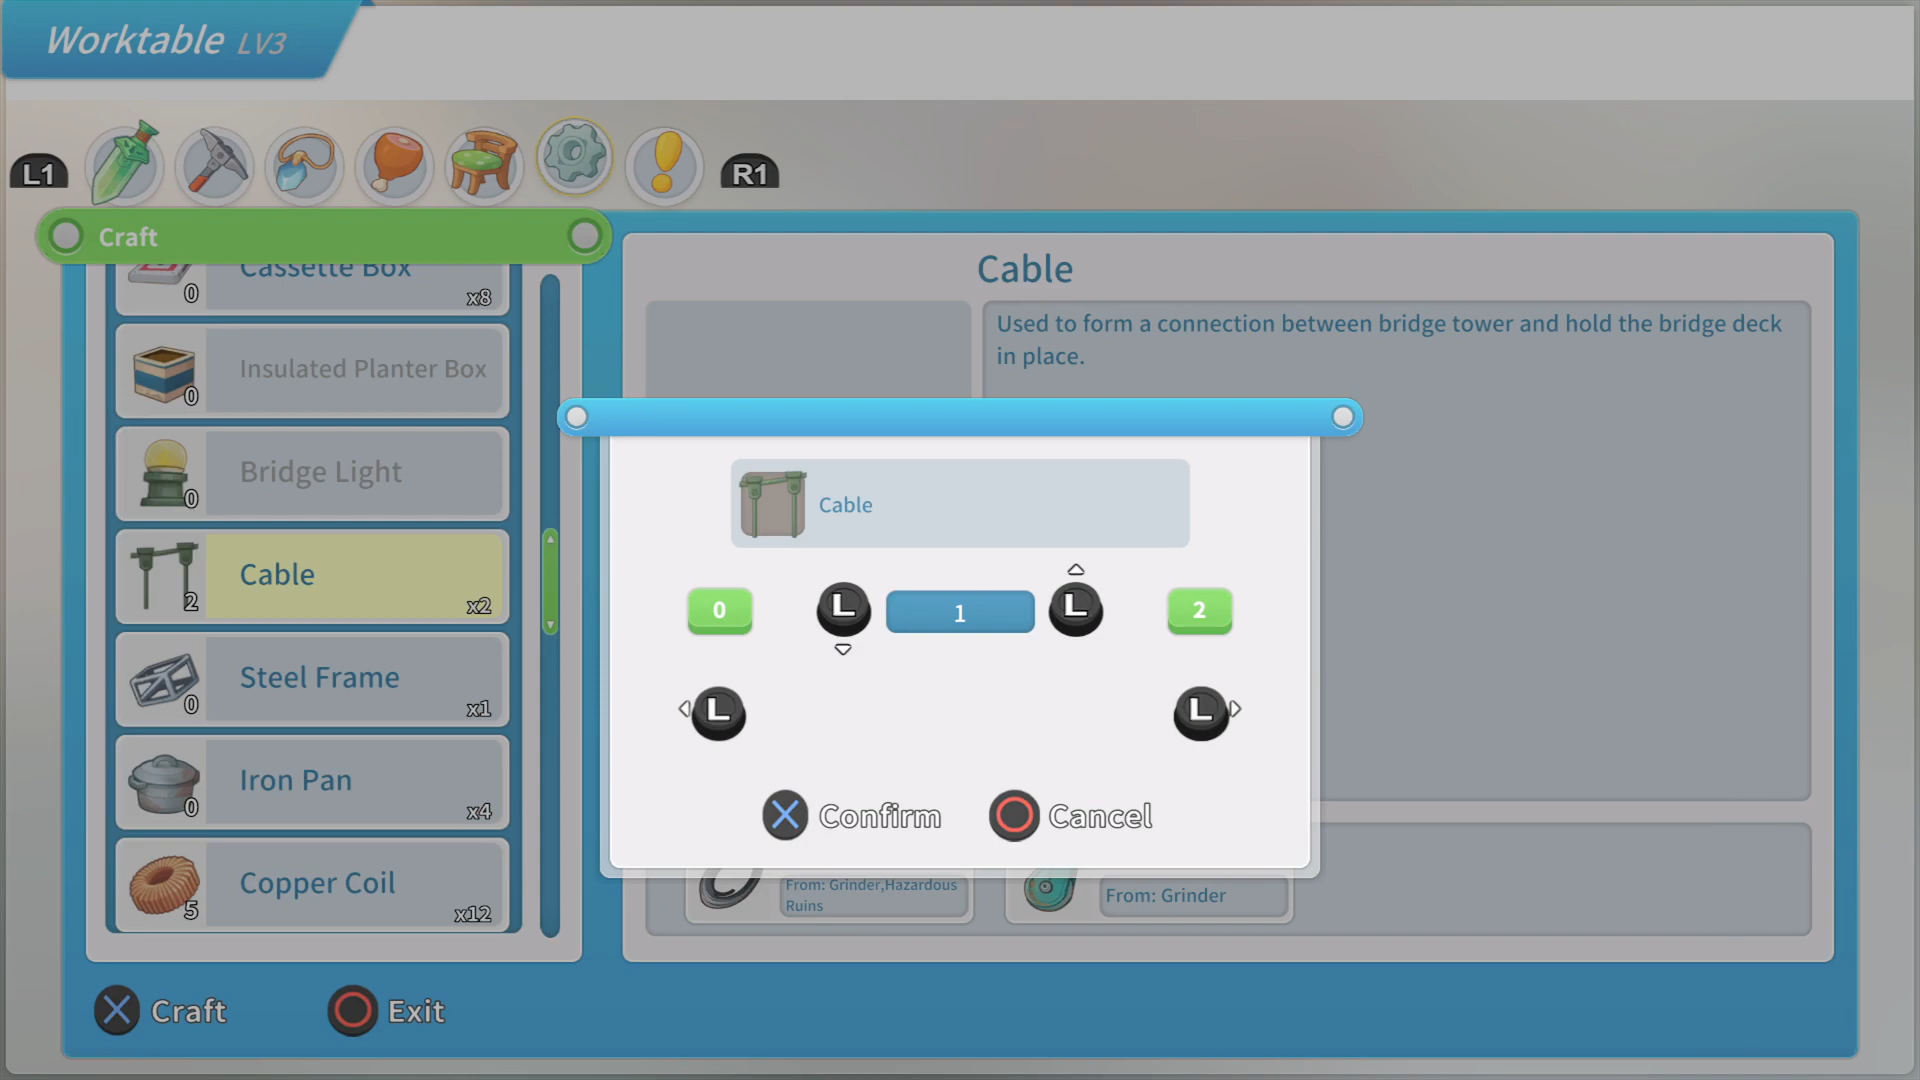 Worktable LV3
L1
R1
Craft
Cassette Box
0
x8
Insulated Planter Box
0
Bridge Light
0
Cable
2
x2
Steel Frame
0
x1
Iron Pan
0
x4
Copper Coil
5
x12
Cable
Used to form a connection between bridge tower and hold the bridge deck
in place.
Cable
0
L
1
L
2
L
L
Confirm
Cancel
From: Grinder,Hazardous
Ruins
From: Grinder
Craft
Exit